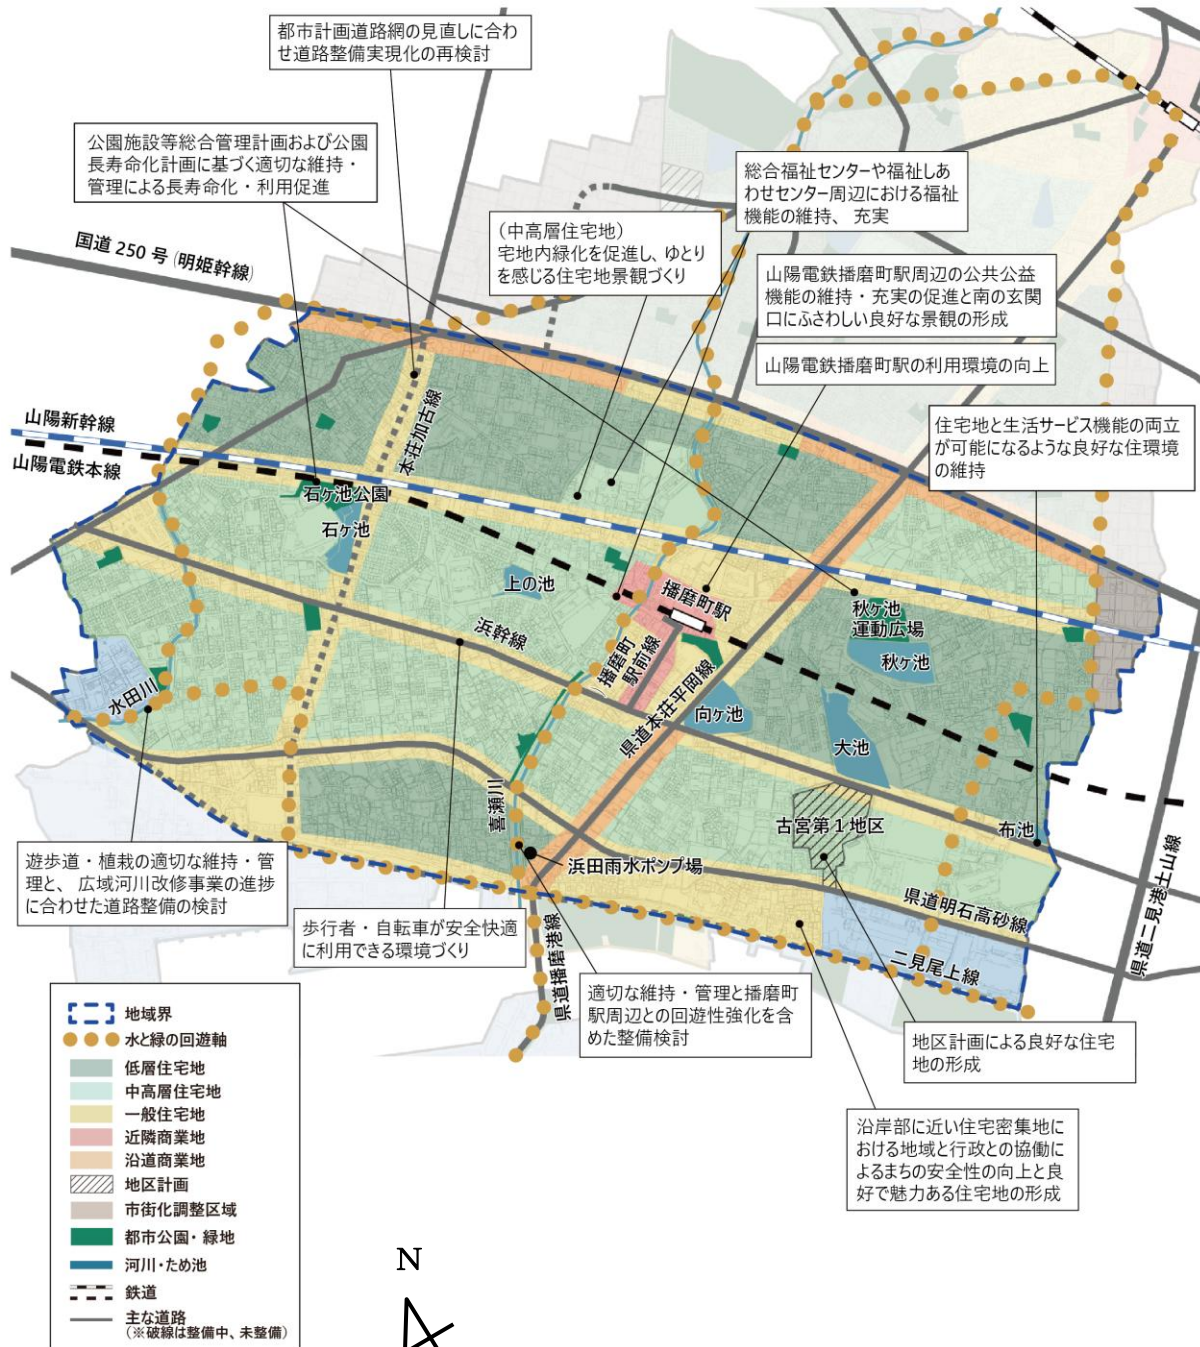 都市計画道路網の見直しに合わ
せ道路整備実現化の再検討
公園施設等総合管理計画および公園
長寿命化計画に基づく適切な維持・
管理による長寿命化・利用促進
総合福祉センターや福祉しあ
わせセンター周辺における福祉
機能の維持、充実
(中高層住宅地)
宅地内緑化を促進し、ゆとり
を感じる住宅地景観づくり
国道250号(明姫幹線)
山陽電鉄播磨町駅周辺の公共公益
機能の維持・充実の促進と南の玄関
口にふさわしい良好な景観の形成
山陽電鉄播磨町駅の利用環境の向上
住宅地と生活サービス機能の両立
が可能になるような良好な住環境
の維持
山陽新幹線
山陽電鉄本線
本荘加古線
石ヶ池公園
石ヶ池
上の池
播磨町駅
秋ヶ池
運動広場
秋ヶ池
浜幹線
播磨町
駅前線
県道本荘平岡線
水田川
向ヶ池
大池
喜瀬川
古宮第1地区
布池
浜田雨水ポンプ場
県道明石高砂線
県道二見港土山線
二見尾上線
県道播磨港線
遊歩道・植栽の適切な維持・管
理と、広域河川改修事業の進捗
に合わせた道路整備の検討
歩行者・自転車が安全快適
に利用できる環境づくり
適切な維持・管理と播磨町
駅周辺との回遊性強化を含
めた整備検討
地区計画による良好な住宅
地の形成
沿岸部に近い住宅密集地に
おける地域と行政との協働に
よるまちの安全性の向上と良
好で魅力ある住宅地の形成
地域界
水と緑の回遊軸
低層住宅地
中高層住宅地
一般住宅地
近隣商業地
沿道商業地
地区計画
市街化調整区域
都市公園・緑地
河川・ため池
鉄道
主な道路
(※破線は整備中、未整備)
N